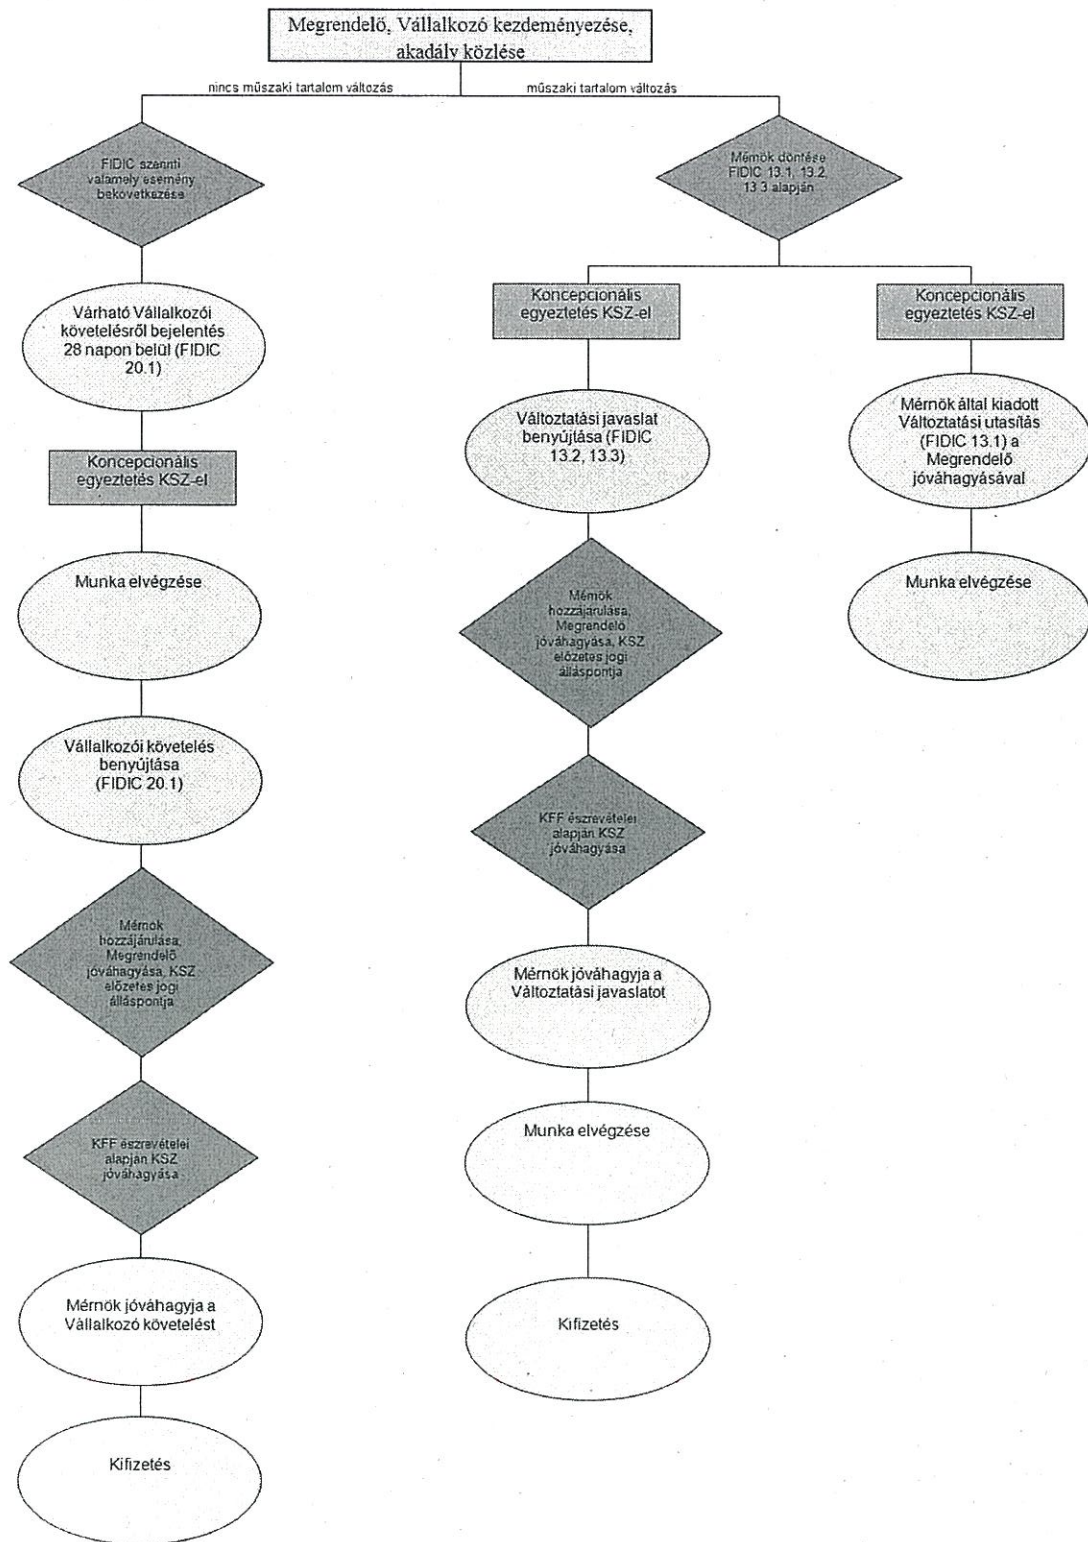 Megrendelő, Vállalkozó kezdeményezése,
akadály közlése
nincs műszaki tartalom változás
műszaki tartalom változás
FIDIC szerinti
valamely esemény
bekövetkezése
Várható Vállalkozói
követelésről bejelentés
28 napon belül (FIDIC
20.1)
Koncepcionális
egyeztetés KSZ-el
Munka elvégzése
Vállalkozói követelés
benyújtása
(FIDIC 20.1)
Mérnök
hozzájárulása,
Megrendelő
jóváhagyása, KSZ
előzetes jogi
álláspontja
KFF észrevételei
alapján KSZ
jóváhagyása
Mérnök jóváhagyja a
Vállalkozó követelést
Kifizetés
Mérnök döntése
FIDIC 13.1, 13.2,
13.3 alapján
Koncepcionális
egyeztetés KSZ-el
Változtatási javaslat
benyújtása (FIDIC
13.2, 13.3)
Mérnök
hozzájárulása,
Megrendelő
jóváhagyása, KSZ
előzetes jogi
álláspontja
KFF észrevételei
alapján KSZ
jóváhagyása
Mérnök jóváhagyja a
Változtatási javaslatot
Munka elvégzése
Kifizetés
Koncepcionális
egyeztetés KSZ-el
Mérnök által kiadott
Változtatási utasítás
(FIDIC 13.1) a
Megrendelő
jóváhagyásával
Munka elvégzése